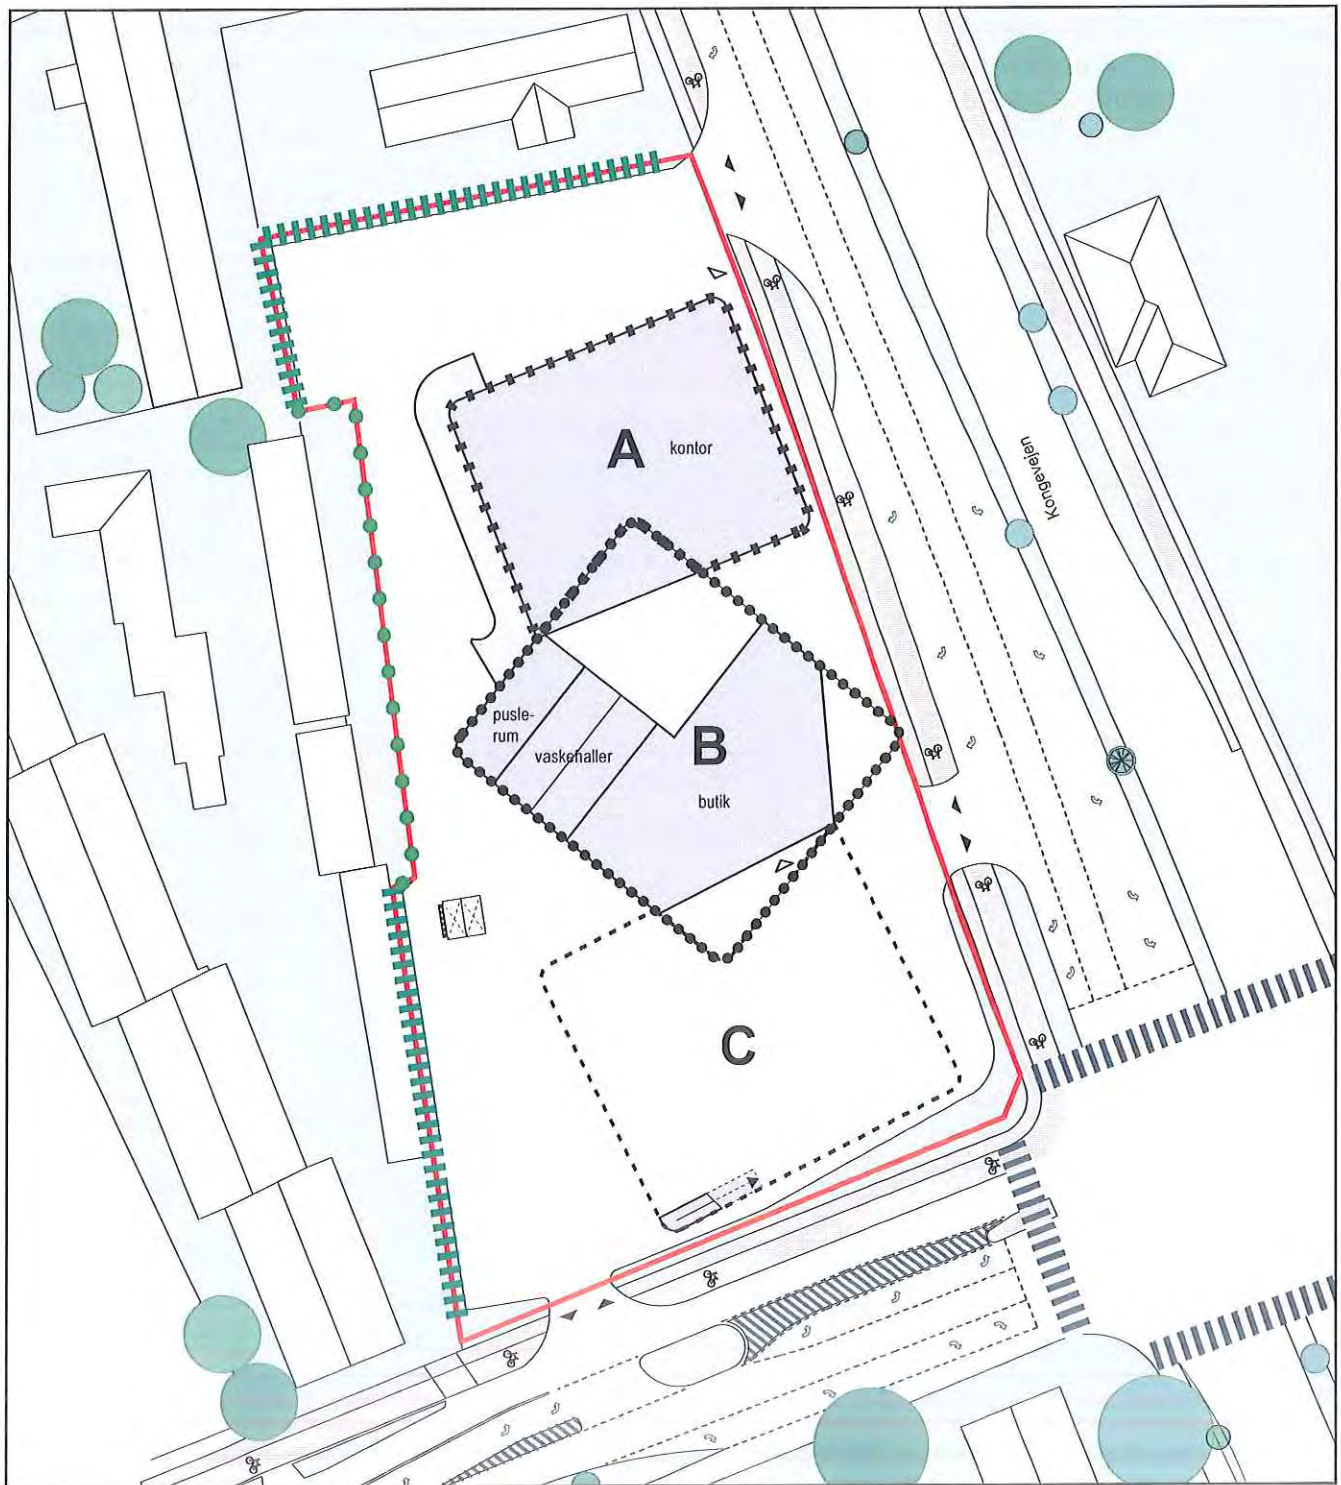 A kontor
Kongevejen
pusle-
rum
vaskehaller
B
butik
C